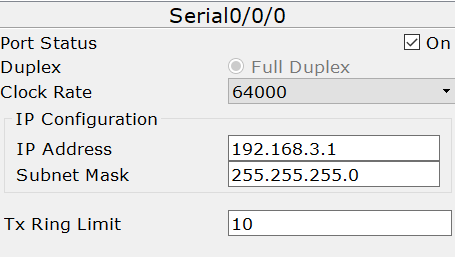 Serial0/0/0
Port Status On
Duplex Full Duplex
Clock Rate 64000
IP Configuration
IP Address 192.168.3.1
Subnet Mask 255.255.255.0
Tx Ring Limit 10